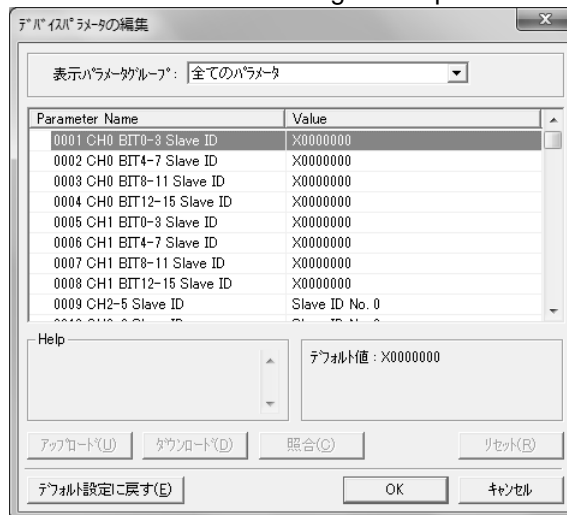 ﾃﾞﾊﾞｲｽﾊﾟﾗﾒｰﾀの編集
表示ﾊﾟﾗﾒｰﾀｸﾞﾙｰﾌﾟ: 全てのﾊﾟﾗﾒｰﾀ
Parameter Name Value
0001 CH0 BIT0-3 Slave ID X0000000
0002 CH0 BIT4-7 Slave ID X0000000
0003 CH0 BIT8-11 Slave ID X0000000
0004 CH0 BIT12-15 Slave ID X0000000
0005 CH1 BIT0-3 Slave ID X0000000
0006 CH1 BIT4-7 Slave ID X0000000
0007 CH1 BIT8-11 Slave ID X0000000
0008 CH1 BIT12-15 Slave ID X0000000
0009 CH2-5 Slave ID Slave ID No. 0
Help
ﾃﾞﾌｫﾙﾄ値 : X0000000
ｱｯﾌﾟﾛｰﾄﾞ(U) ﾀﾞｳﾝﾛｰﾄﾞ(D) 照合(C) ﾘｾｯﾄ(R)
ﾃﾞﾌｫﾙﾄ設定に戻す(E) OK ｷｬﾝｾﾙ